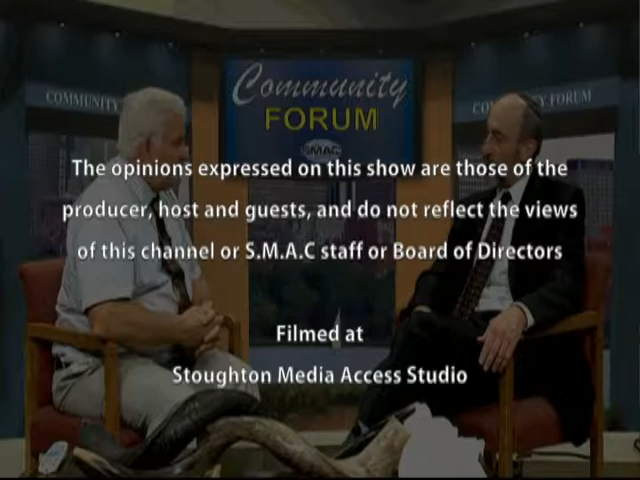 Community
FORUM
COMMUNITY
COMMUNITY FORUM
SMAC
The opinions expressed on this show are those of the
producer, host and guests, and do not reflect the views
of this channel or S.M.A.C staff or Board of Directors
Filmed at
Stoughton Media Access Studio